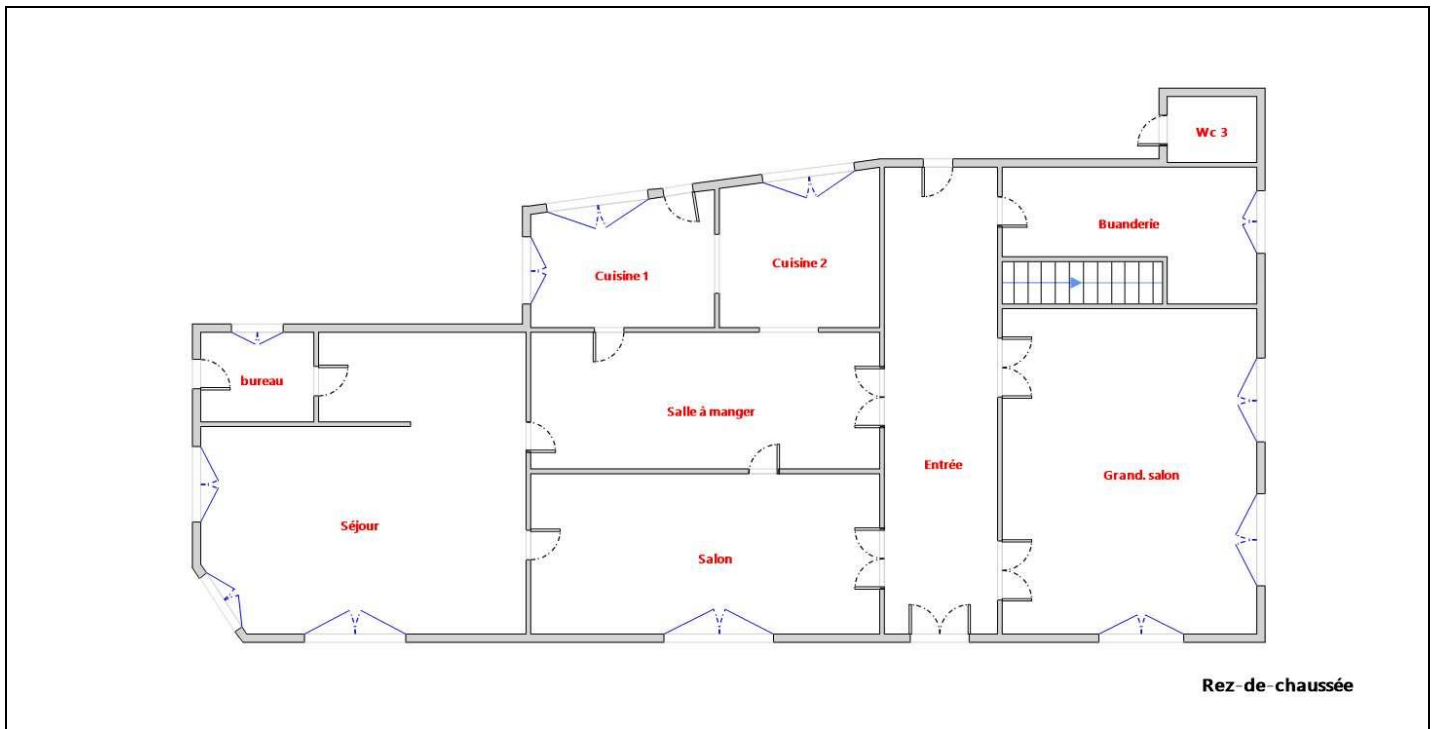 Wc 3
Buanderie
Cuisine 1
Cuisine 2
bureau
Salle à manger
Entrée
Grand. salon
Séjour
Salon
Rez-de-chaussée